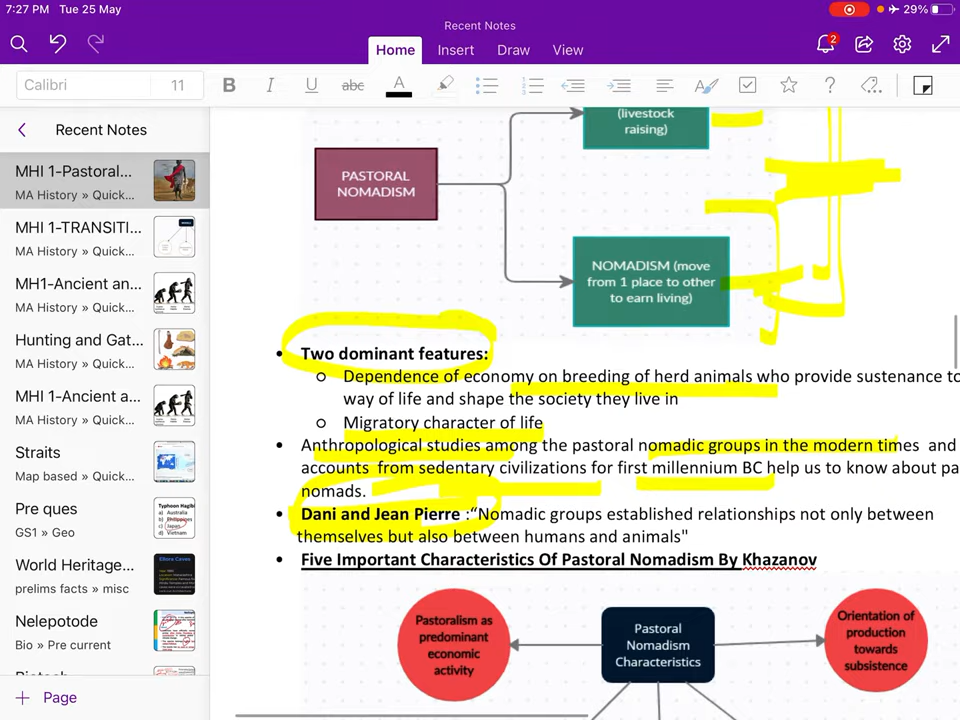 7:27 PM Tue 25 May
29%
Recent Notes
Home Insert Draw View
2
Calibri 11 B I U abc A ?
Recent Notes
MHI 1-Pastoral...
MA History » Quick...
MHI 1-TRANSITI...
MA History » Quick...
MH1-Ancient an...
MA History » Quick...
Hunting and Gat...
MA History » Quick...
MHI 1-Ancient a...
MA History » Quick...
Straits
Map based » Quick...
Pre ques
GS1 » Geo
World Heritage...
prelims facts » misc
Nelepotode
Bio » Pre current
+ Page
(livestock
raising)
PASTORAL
NOMADISM
NOMADISM (move
from 1 place to other
to earn living)
• Two dominant features:
o Dependence of economy on breeding of herd animals who provide sustenance to
way of life and shape the society they live in
o Migratory character of life
• Anthropological studies among the pastoral nomadic groups in the modern times and
accounts from sedentary civilizations for first millennium BC help us to know about pa
nomads.
• Dani and Jean Pierre :“Nomadic groups established relationships not only between
themselves but also between humans and animals"
• Five Important Characteristics Of Pastoral Nomadism By Khazanov
Pastoralism as
predominant
economic
activity
Pastoral
Nomadism
Characteristics
Orientation of
production
towards
subsistence